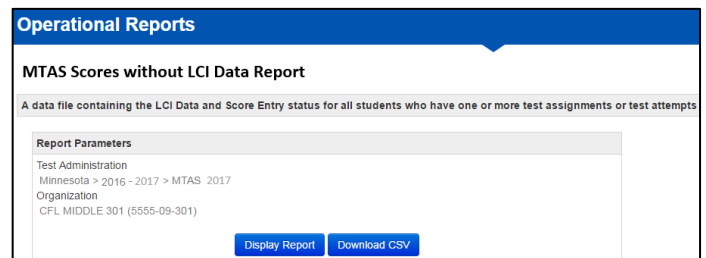 Operational Reports
MTAS Scores without LCI Data Report
A data file containing the LCI Data and Score Entry status for all students who have one or more test assignments or test attempts
Report Parameters
Test Administration
Minnesota > 2016 - 2017 > MTAS 2017
Organization
CFL MIDDLE 301 (5555-09-301)
Display Report Download CSV